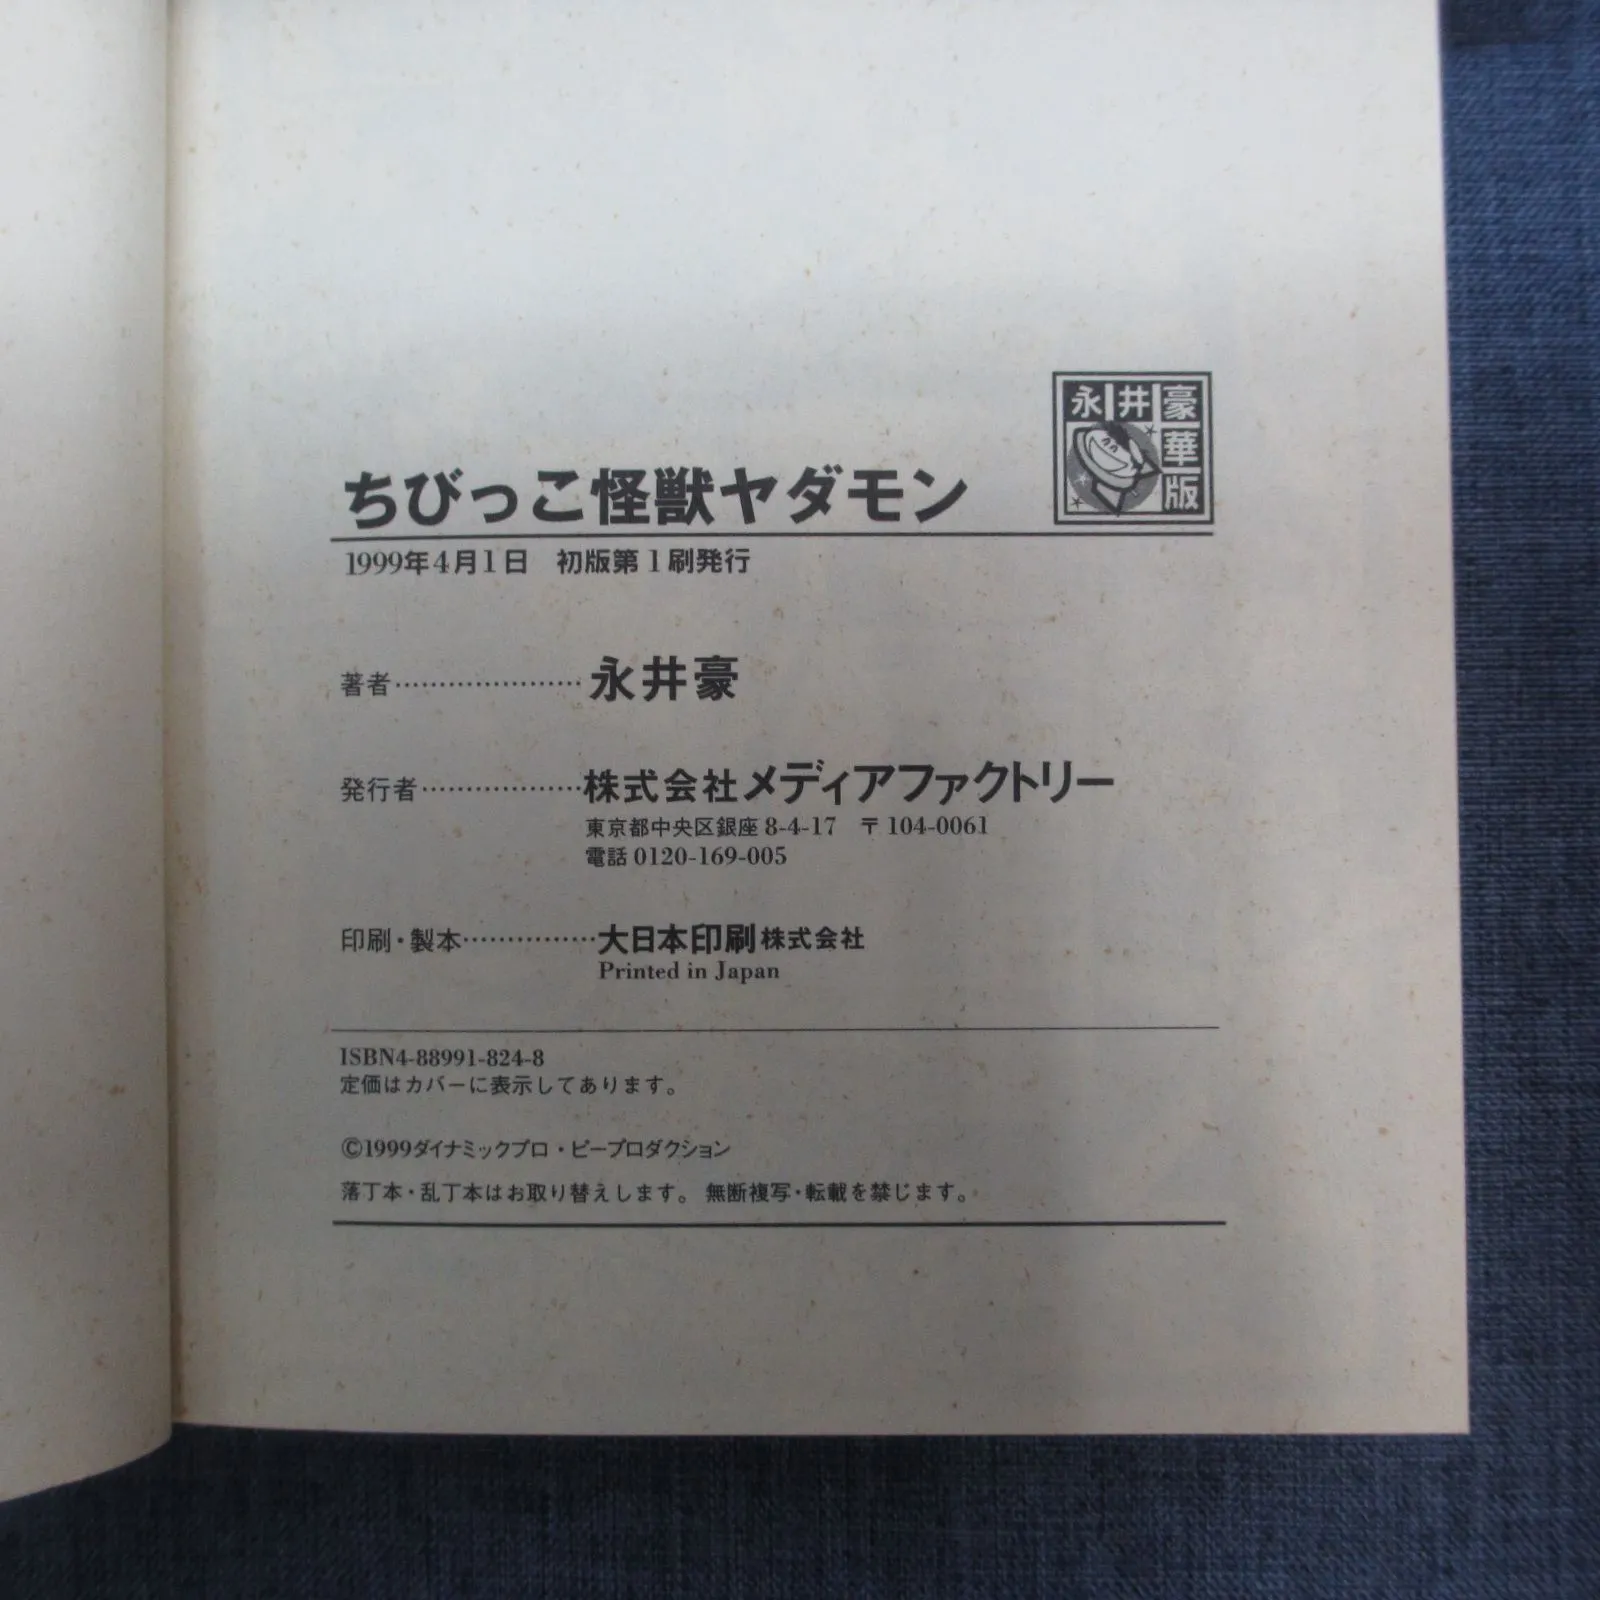 永井豪華版
ちびっこ怪獣ヤダモン
1999年4月1日　初版第1刷発行
著者…………………永井豪
発行者………………株式会社メディアファクトリー
東京都中央区銀座8-4-17　〒104-0061
電話0120-169-005
印刷・製本……………大日本印刷株式会社
Printed in Japan
ISBN4-88991-824-8
定価はカバーに表示してあります。
©1999ダイナミックプロ・ピープロダクション
落丁本・乱丁本はお取り替えします。無断複写・転載を禁じます。